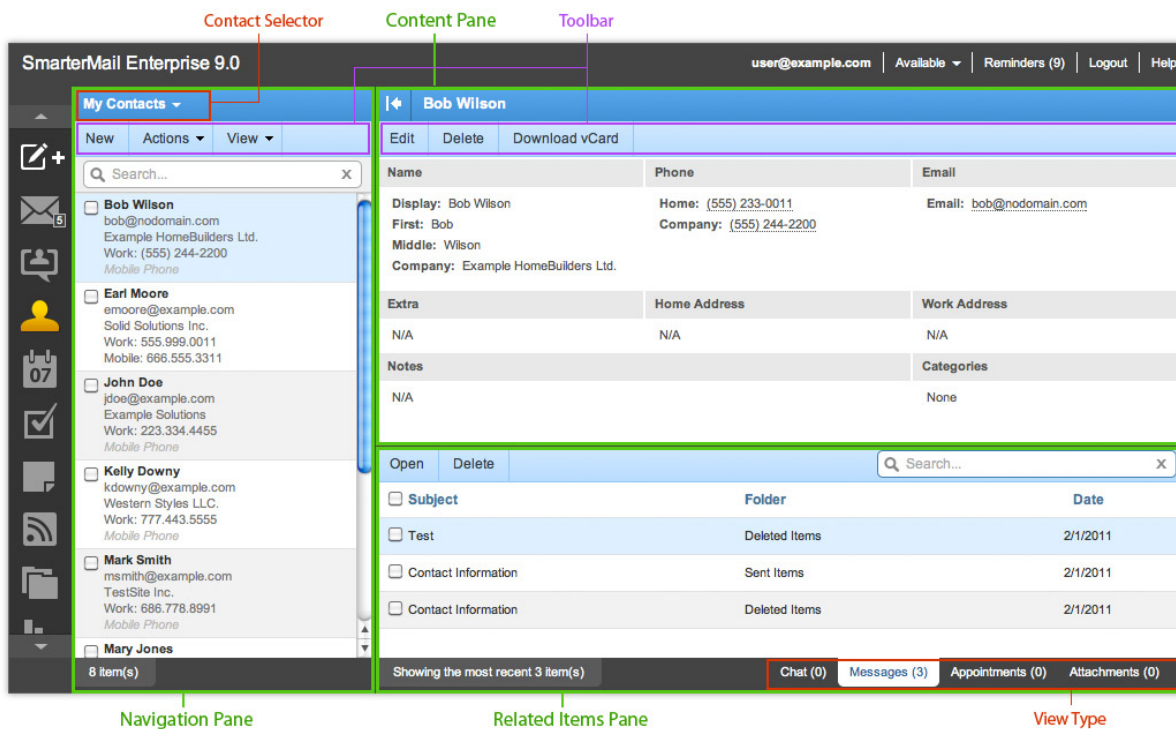 Contact Selector
Content Pane
Toolbar
SmarterMail Enterprise 9.0
user@example.com
Available
Reminders (9)
Logout
Help
My Contacts
New
Actions
View
Search...
X
Bob Wilson
bob@nodomain.com
Example HomeBuilders Ltd.
Work: (555) 244-2200
Mobile Phone
Earl Moore
emoore@example.com
Solid Solutions Inc.
Work: 555.999.0011
Mobile: 666.555.3311
John Doe
jdoe@example.com
Example Solutions
Work: 223.334.4455
Mobile Phone
Kelly Downy
kdowny@example.com
Western Styles LLC.
Work: 777.443.5555
Mobile Phone
Mark Smith
msmith@example.com
TestSite Inc.
Work: 686.778.8991
Mobile Phone
Mary Jones
8 item(s)
5
07
Bob Wilson
Edit
Delete
Download vCard
Name
Phone
Email
Display: Bob Wilson
Home: (555) 233-0011
Email: bob@nodomain.com
First: Bob
Company: (555) 244-2200
Middle: Wilson
Company: Example HomeBuilders Ltd.
Extra
Home Address
Work Address
N/A
N/A
N/A
Notes
Categories
N/A
None
Open
Delete
Search...
X
Subject
Folder
Date
Test
Deleted Items
2/1/2011
Contact Information
Sent Items
2/1/2011
Contact Information
Deleted Items
2/1/2011
Showing the most recent 3 item(s)
Chat (0)
Messages (3)
Appointments (0)
Attachments (0)
Navigation Pane
Related Items Pane
View Type